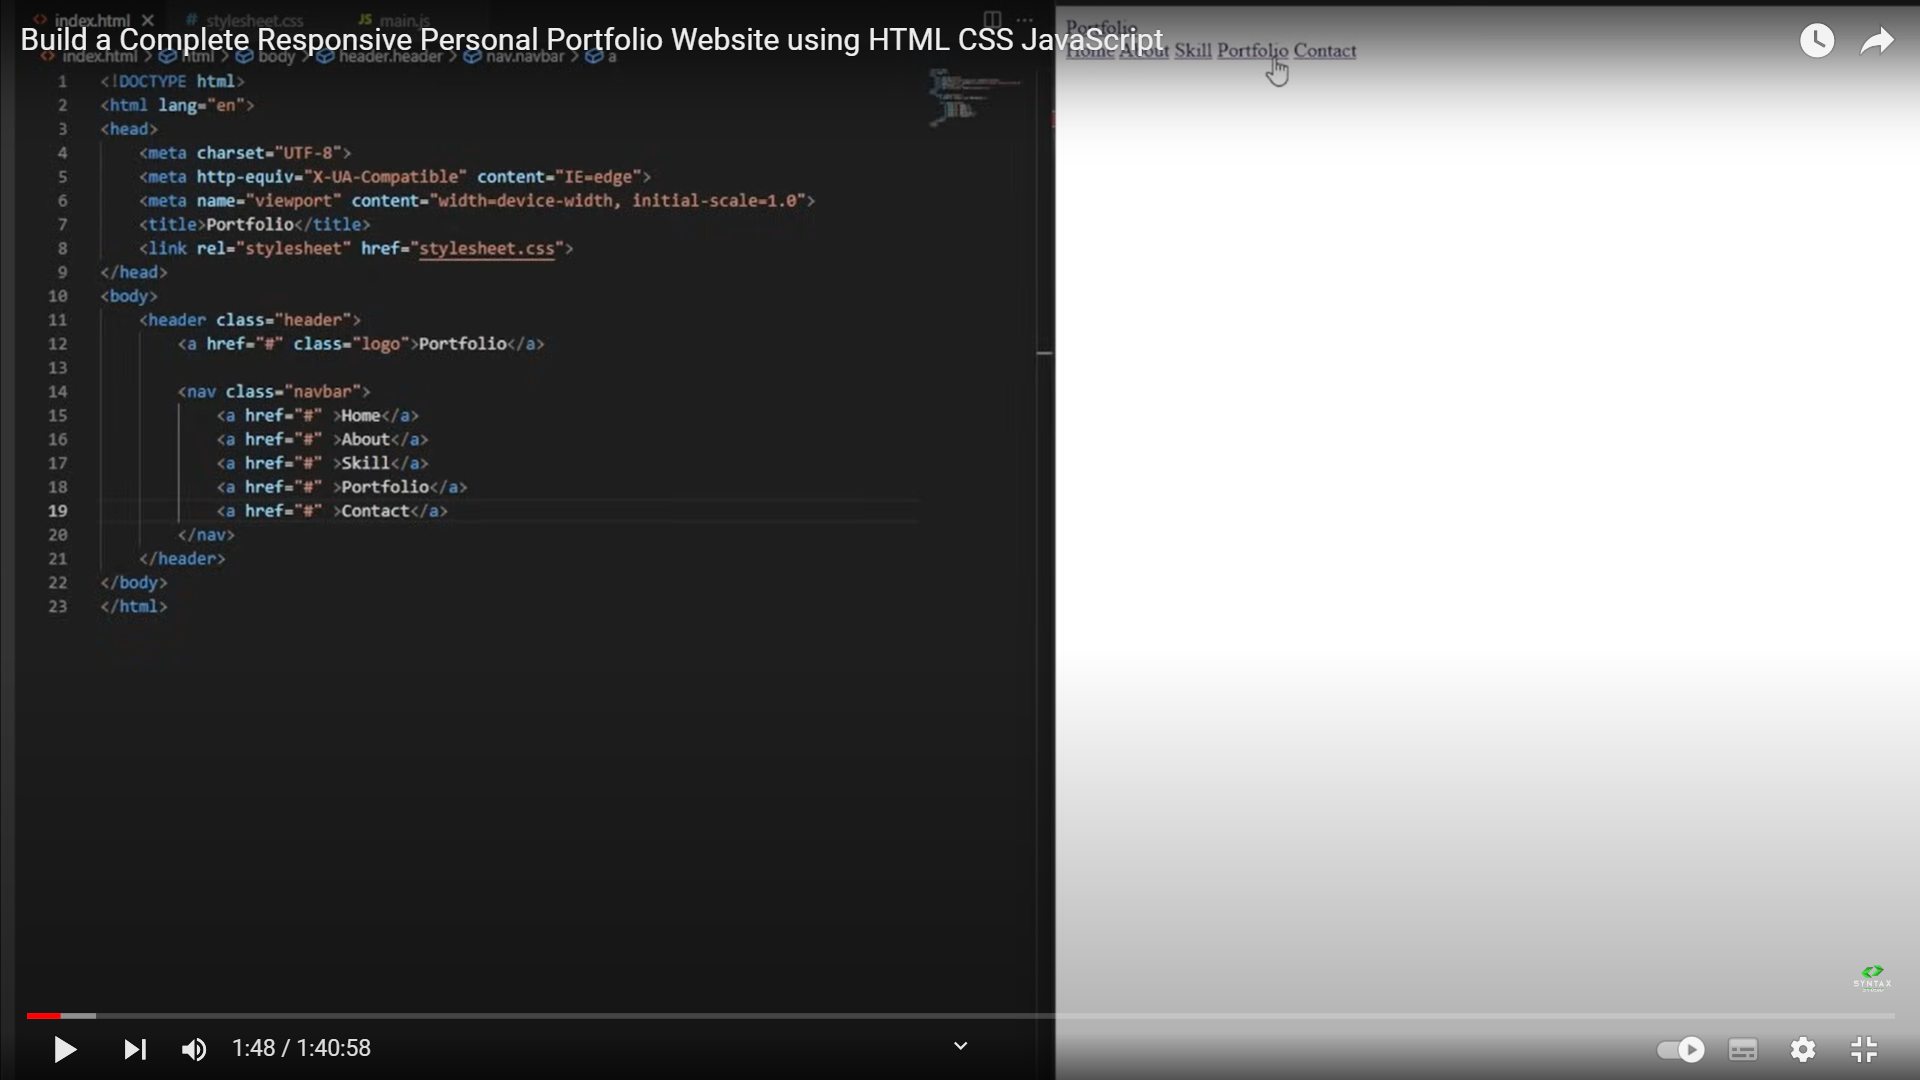 index.html stylesheet.css JS main.js
Build a Complete Responsive Personal Portfolio Website using HTML CSS JavaScript
index.html > html > body > header.header > nav.navbar > a
1 <!DOCTYPE html>
2 <html lang="en">
3 <head>
4 <meta charset="UTF-8">
5 <meta http-equiv="X-UA-Compatible" content="IE=edge">
6 <meta name="viewport" content="width=device-width, initial-scale=1.0">
7 <title>Portfolio</title>
8 <link rel="stylesheet" href="stylesheet.css">
9 </head>
10 <body>
11 <header class="header">
12 <a href="#" class="logo">Portfolio</a>
13
14 <nav class="navbar">
15 <a href="#" >Home</a>
16 <a href="#" >About</a>
17 <a href="#" >Skill</a>
18 <a href="#" >Portfolio</a>
19 <a href="#" >Contact</a>
20 </nav>
21 </header>
22 </body>
23 </html>
Portfolio
Home About Skill Portfolio Contact
SYNTAX
1:48 / 1:40:58